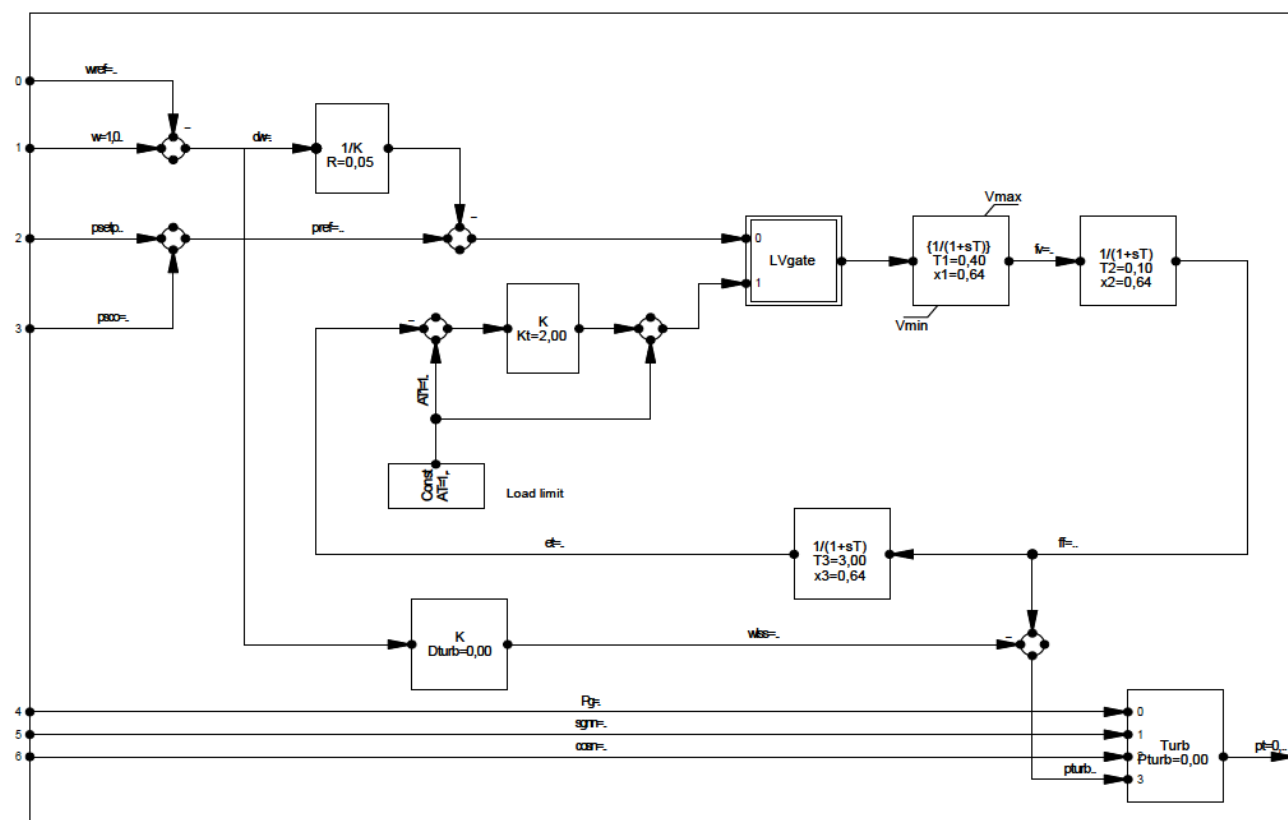 0
wref=..
-
w=1,0..
1
dw=..
1/K
R=0,05
-
2
psetp..
pref=..
3
psco=..
0
LVgate
1
Vmax
{1/(1+sT)}
T1=0,40
x1=0,64
Vmin
fv=..
1/(1+sT)
T2=0,10
x2=0,64
-
K
Kt=2,00
AT1=1..
Const
AT=1,..
Load limit
et=..
1/(1+sT)
T3=3,00
x3=0,64
ff=...
K
Dturb=0,00
wlss=..
-
4
Pg=..
0
5
sgnn=..
1
6
cosn=..
2
pturb..
3
Turb
Pturb=0,00
pt=0,...